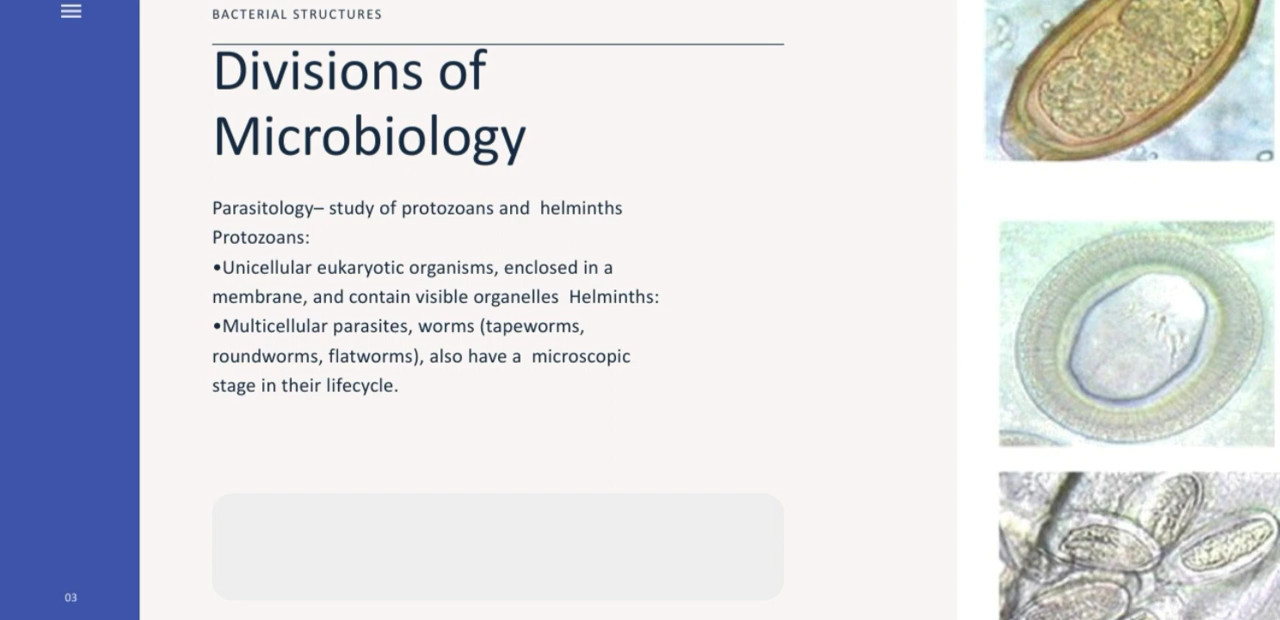 BACTERIAL STRUCTURES
Divisions of
Microbiology
Parasitology– study of protozoans and  helminths
Protozoans:
•Unicellular eukaryotic organisms, enclosed in a
membrane, and contain visible organelles  Helminths:
•Multicellular parasites, worms (tapeworms,
roundworms, flatworms), also have a  microscopic
stage in their lifecycle.
03